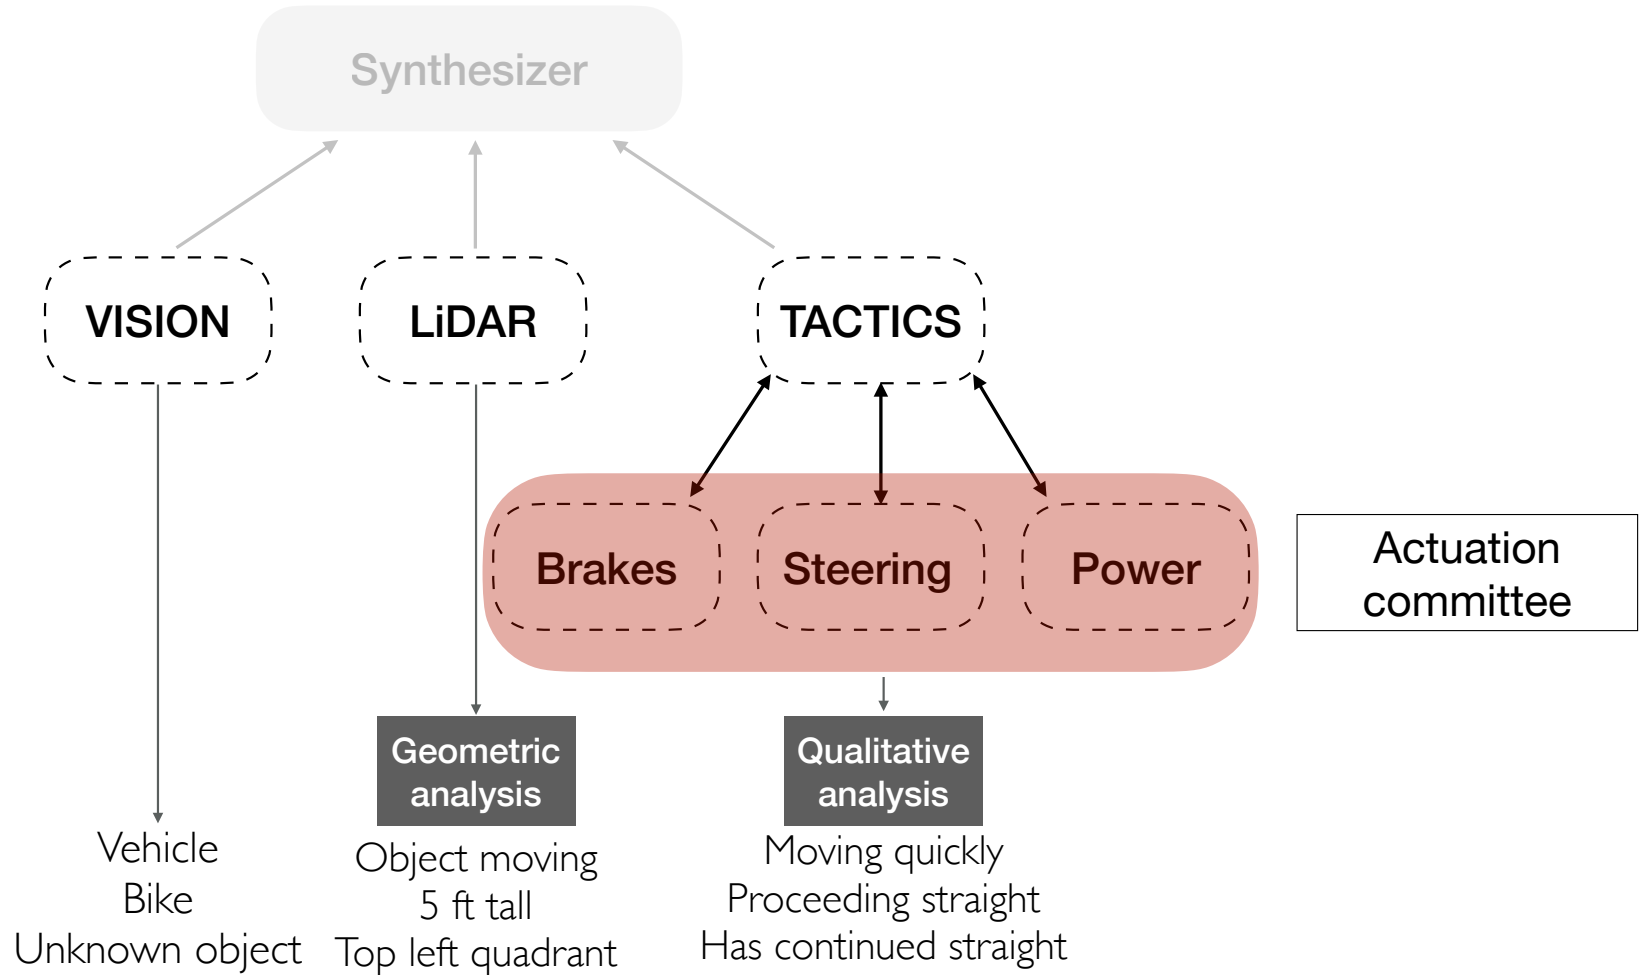 Synthesizer
VISION
LiDAR
TACTICS
Brakes
Steering
Power
Actuation
committee
Geometric
analysis
Qualitative
analysis
Vehicle
Bike
Unknown object
Object moving
5 ft tall
Top left quadrant
Moving quickly
Proceeding straight
Has continued straight